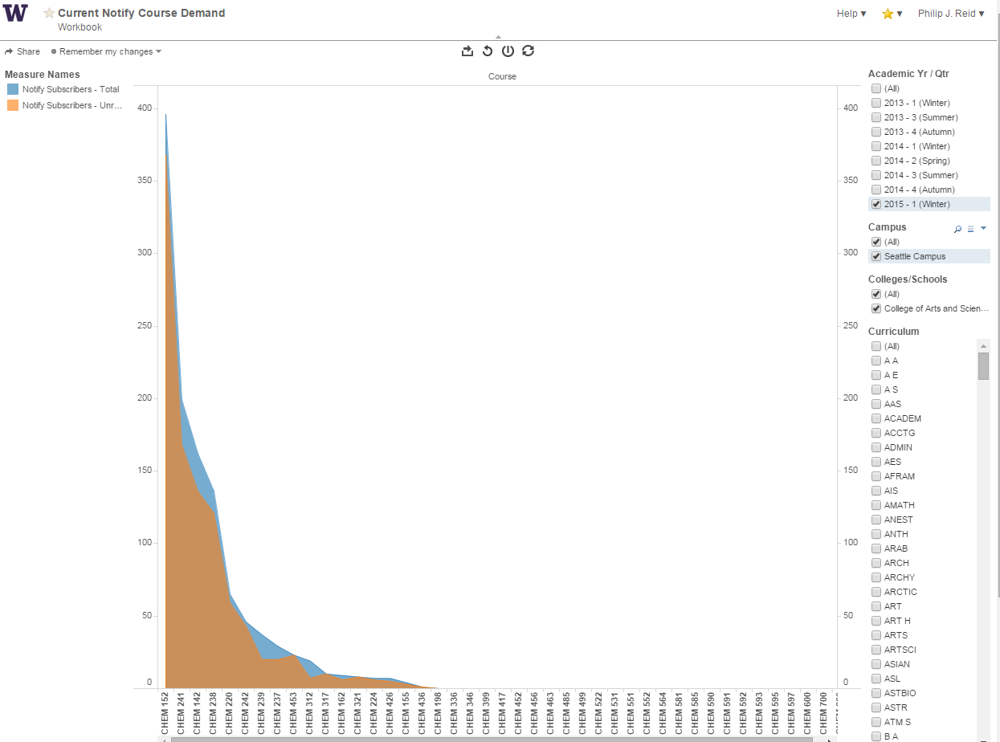 W
Current Notify Course Demand
Workbook
Help ▾
▾
Philip J. Reid ▾
Share
Remember my changes
Measure Names
Notify Subscribers - Total
Notify Subscribers - Unr...
Course
400
350
300
250
200
150
100
50
0
400
350
300
250
200
150
100
50
0
CHEM 152
CHEM 241
CHEM 142
CHEM 238
CHEM 220
CHEM 242
CHEM 239
CHEM 237
CHEM 453
CHEM 312
CHEM 317
CHEM 162
CHEM 321
CHEM 224
CHEM 426
CHEM 155
CHEM 436
CHEM 198
CHEM 336
CHEM 346
CHEM 399
CHEM 417
CHEM 452
CHEM 456
CHEM 463
CHEM 485
CHEM 499
CHEM 522
CHEM 531
CHEM 551
CHEM 552
CHEM 564
CHEM 581
CHEM 585
CHEM 590
CHEM 591
CHEM 592
CHEM 593
CHEM 595
CHEM 597
CHEM 600
CHEM 700
Academic Yr / Qtr
(All)
2013 - 1 (Winter)
2013 - 3 (Summer)
2013 - 4 (Autumn)
2014 - 1 (Winter)
2014 - 2 (Spring)
2014 - 3 (Summer)
2014 - 4 (Autumn)
2015 - 1 (Winter)
Campus
(All)
Seattle Campus
Colleges/Schools
(All)
College of Arts and Scien...
Curriculum
(All)
A A
A E
A S
AAS
ACADEM
ACCTG
ADMIN
AES
AFRAM
AIS
AMATH
ANEST
ANTH
ARAB
ARCH
ARCHY
ARCTIC
ART
ART H
ARTS
ARTSCI
ASIAN
ASL
ASTBIO
ASTR
ATM S
B A